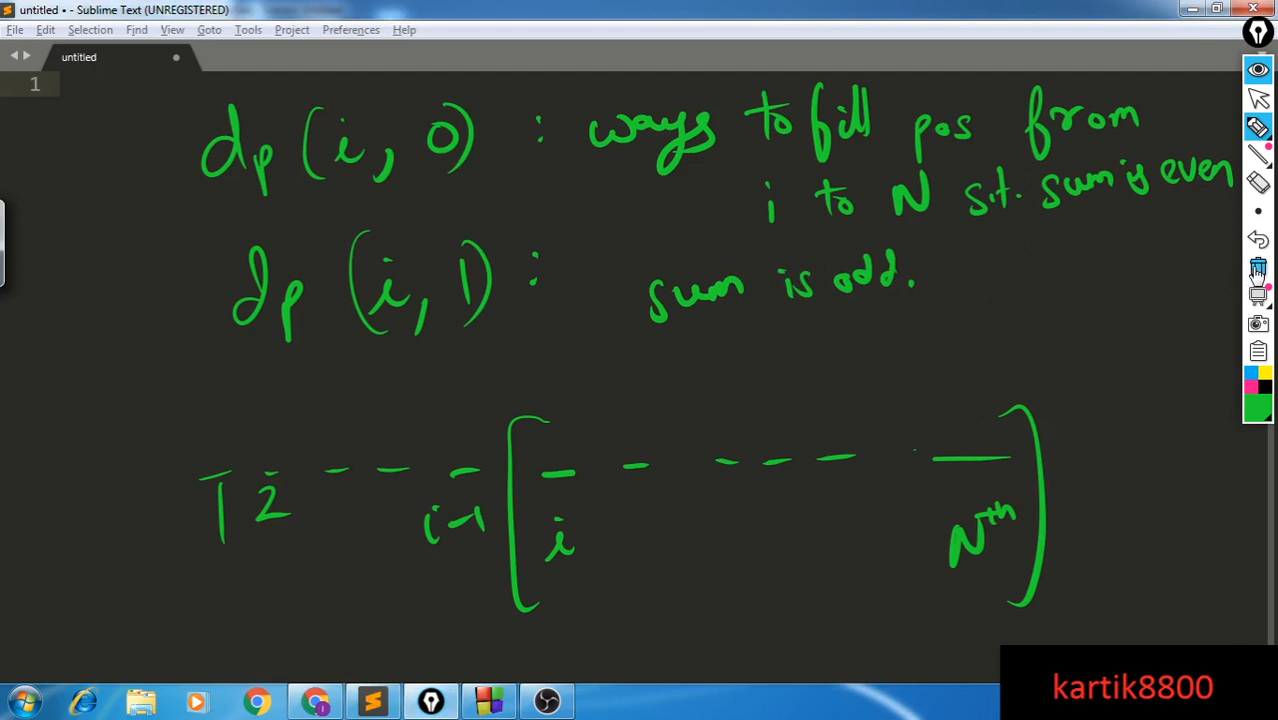 untitled • - Sublime Text (UNREGISTERED)
File Edit Selection Find View Goto Tools Project Preferences Help
untitled
1
dp (i, 0) : ways to fill pos from
i to N s.t. sum is even
dp (i, 1) : sum is odd.
1 2 i-1 i Nth
kartik8800